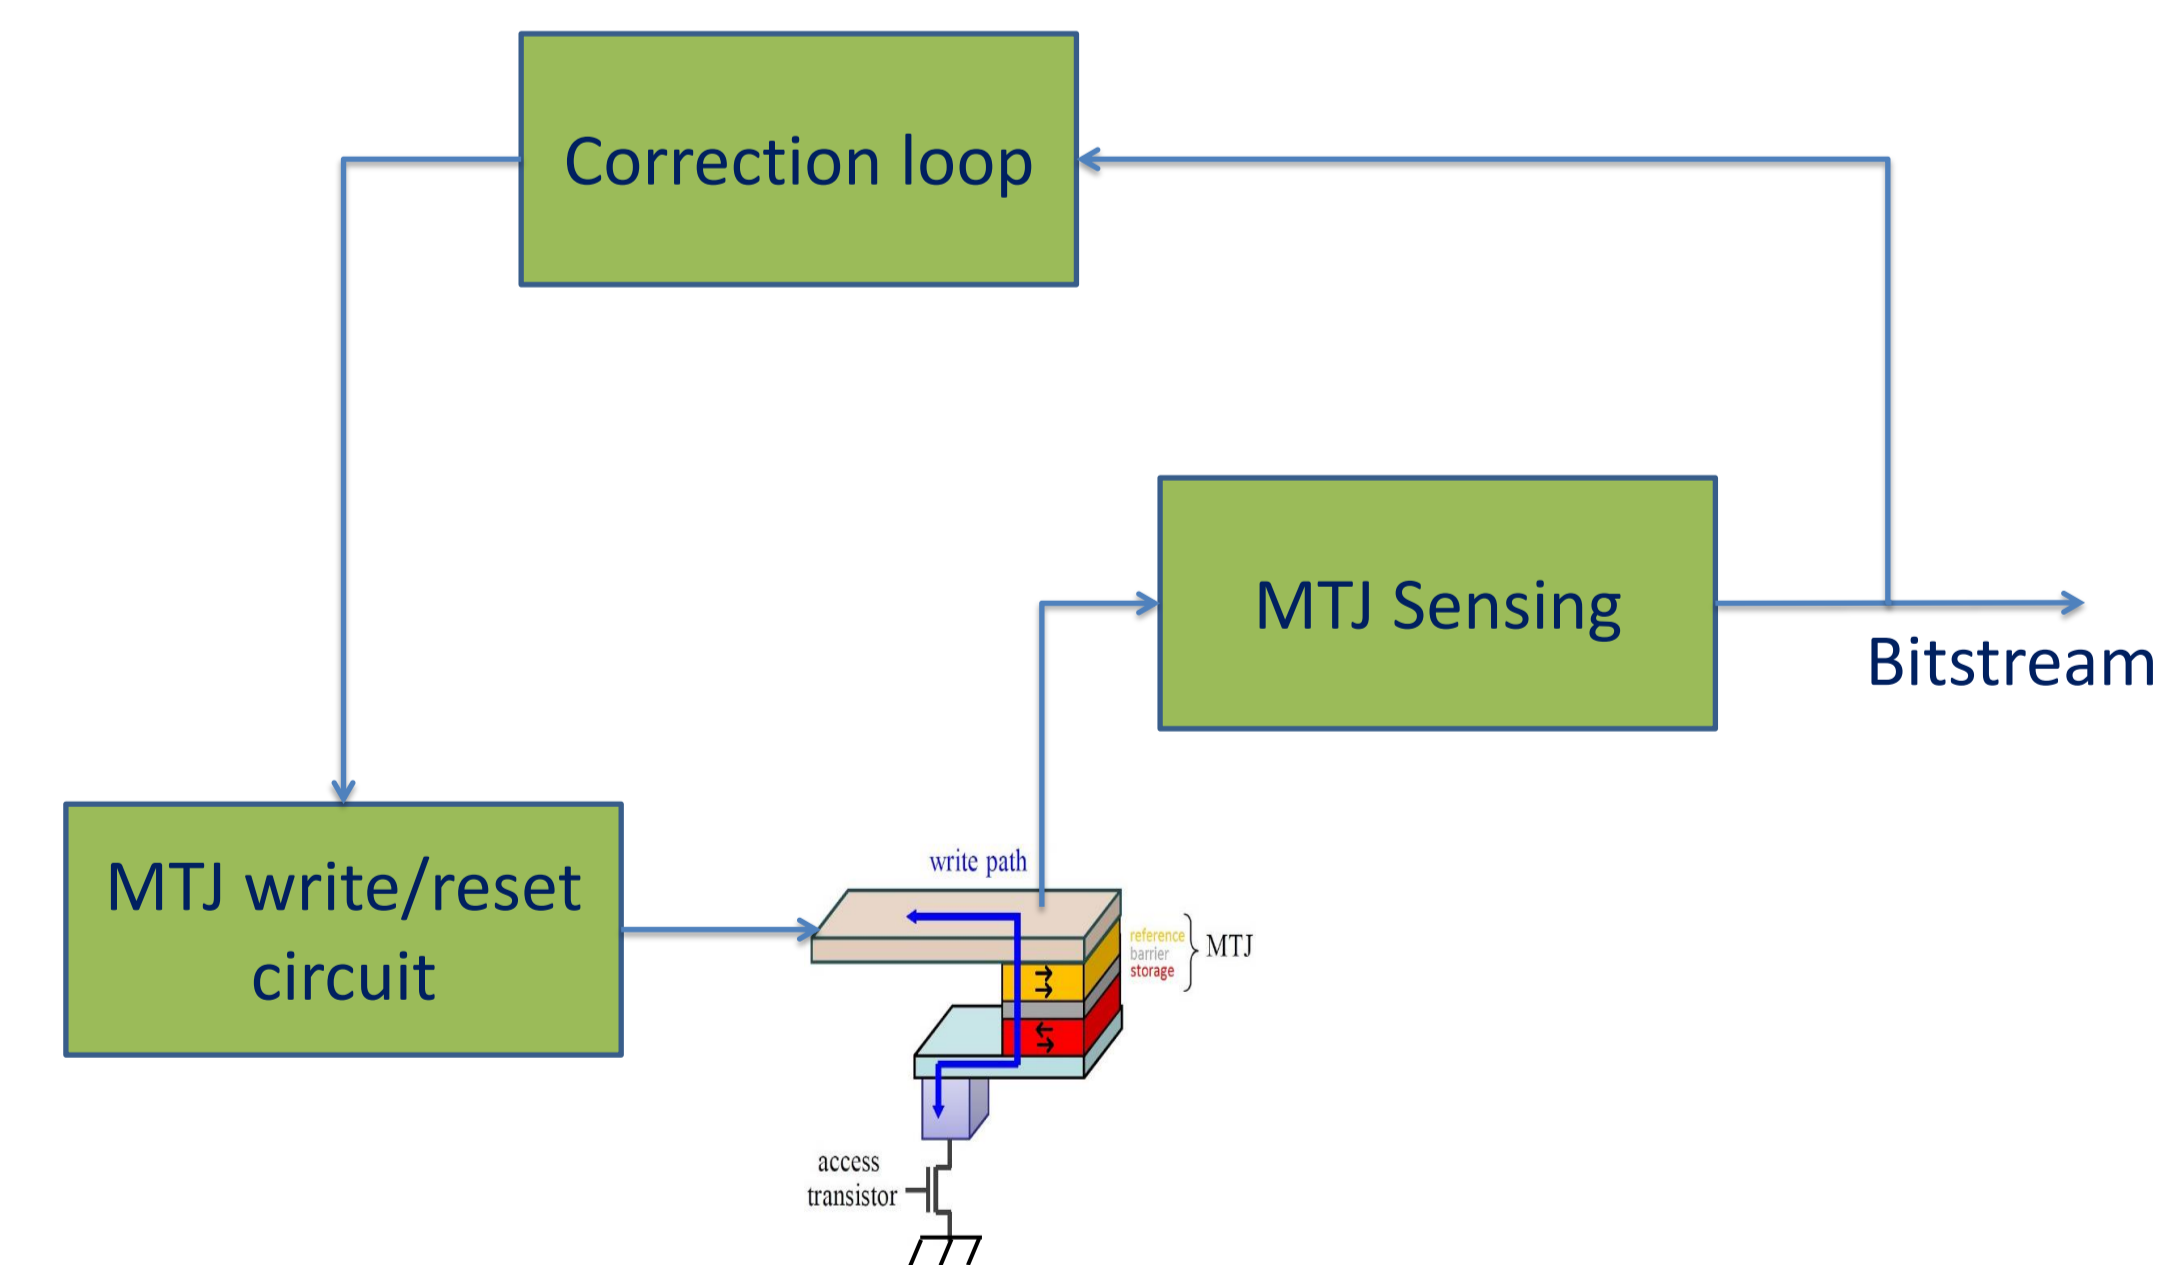 Correction loop
MTJ Sensing
Bitstream
MTJ write/reset
circuit
write path
reference
barrier
storage
MTJ
access
transistor